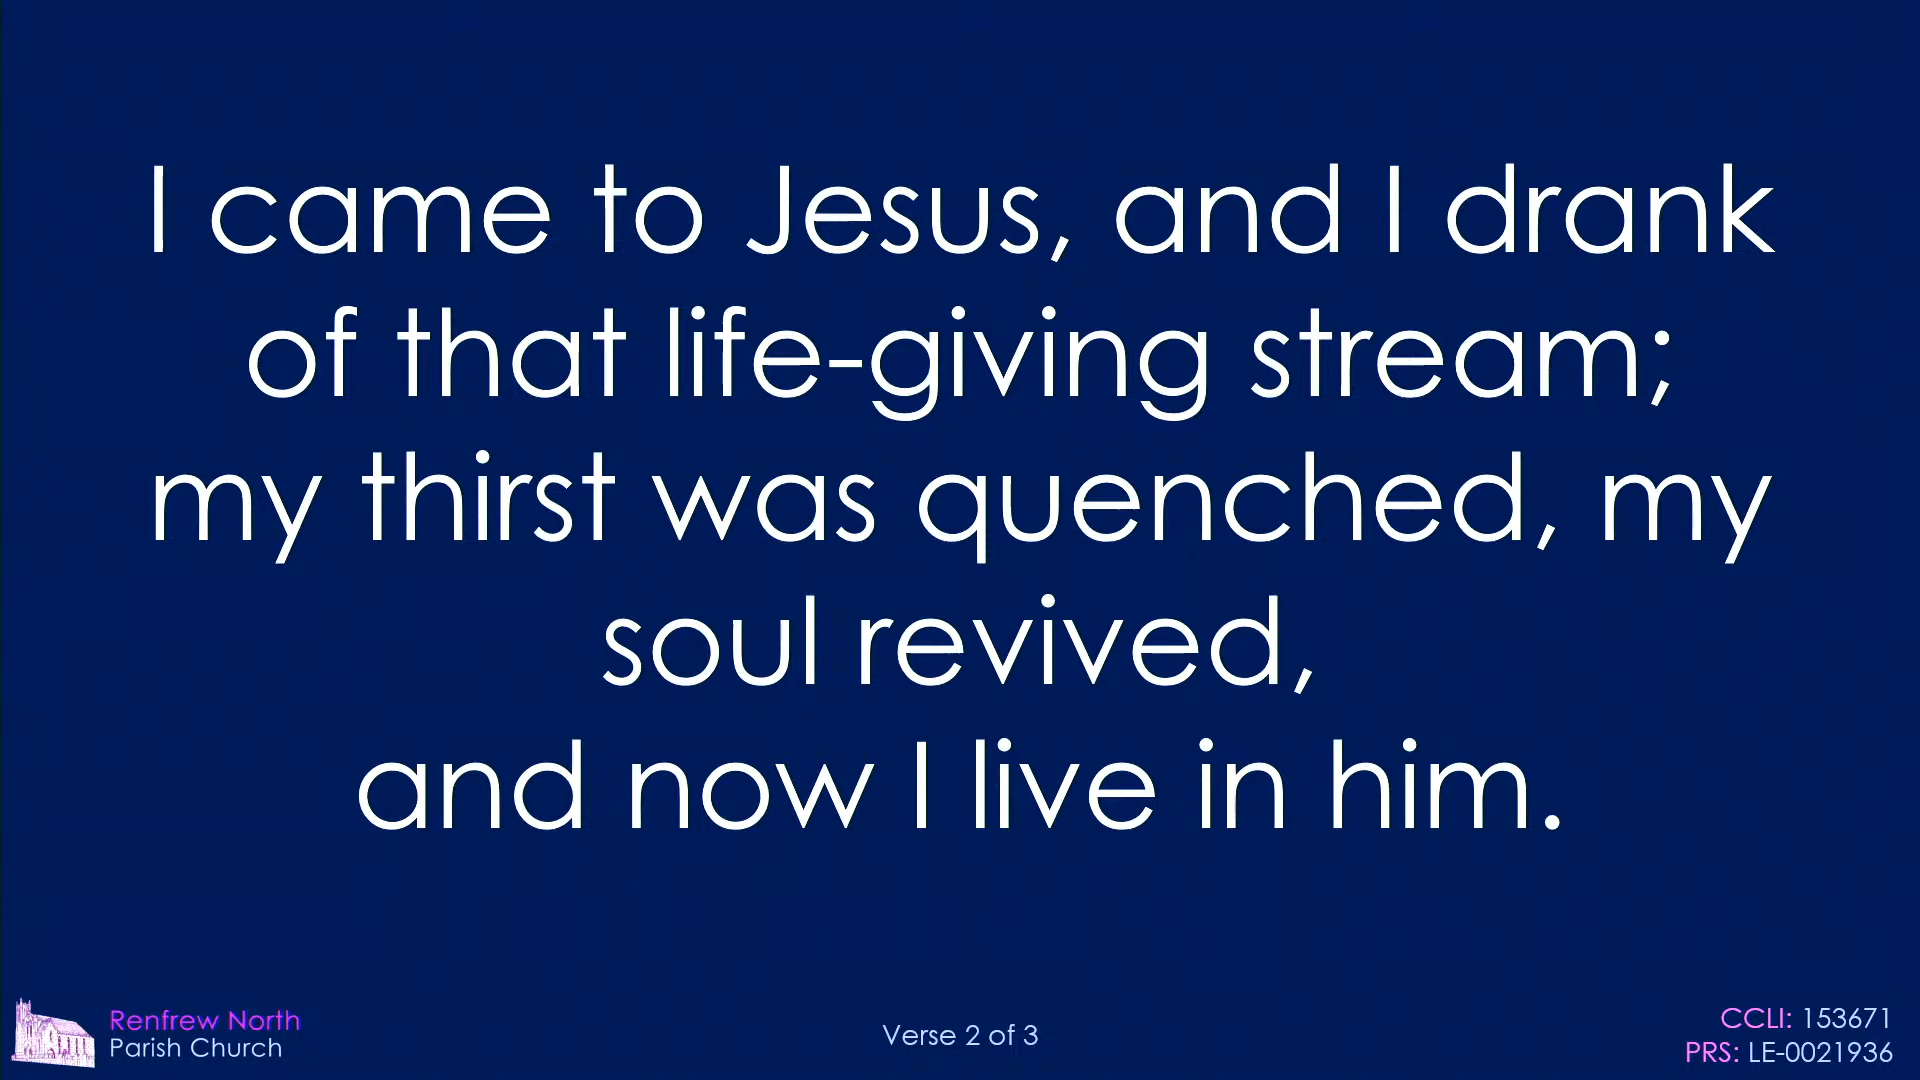 I came to Jesus, and I drank
of that life-giving stream;
my thirst was quenched, my
soul revived,
and now I live in him.
Renfrew North
Parish Church
Verse 2 of 3
CCLI: 153671
PRS: LE-0021936